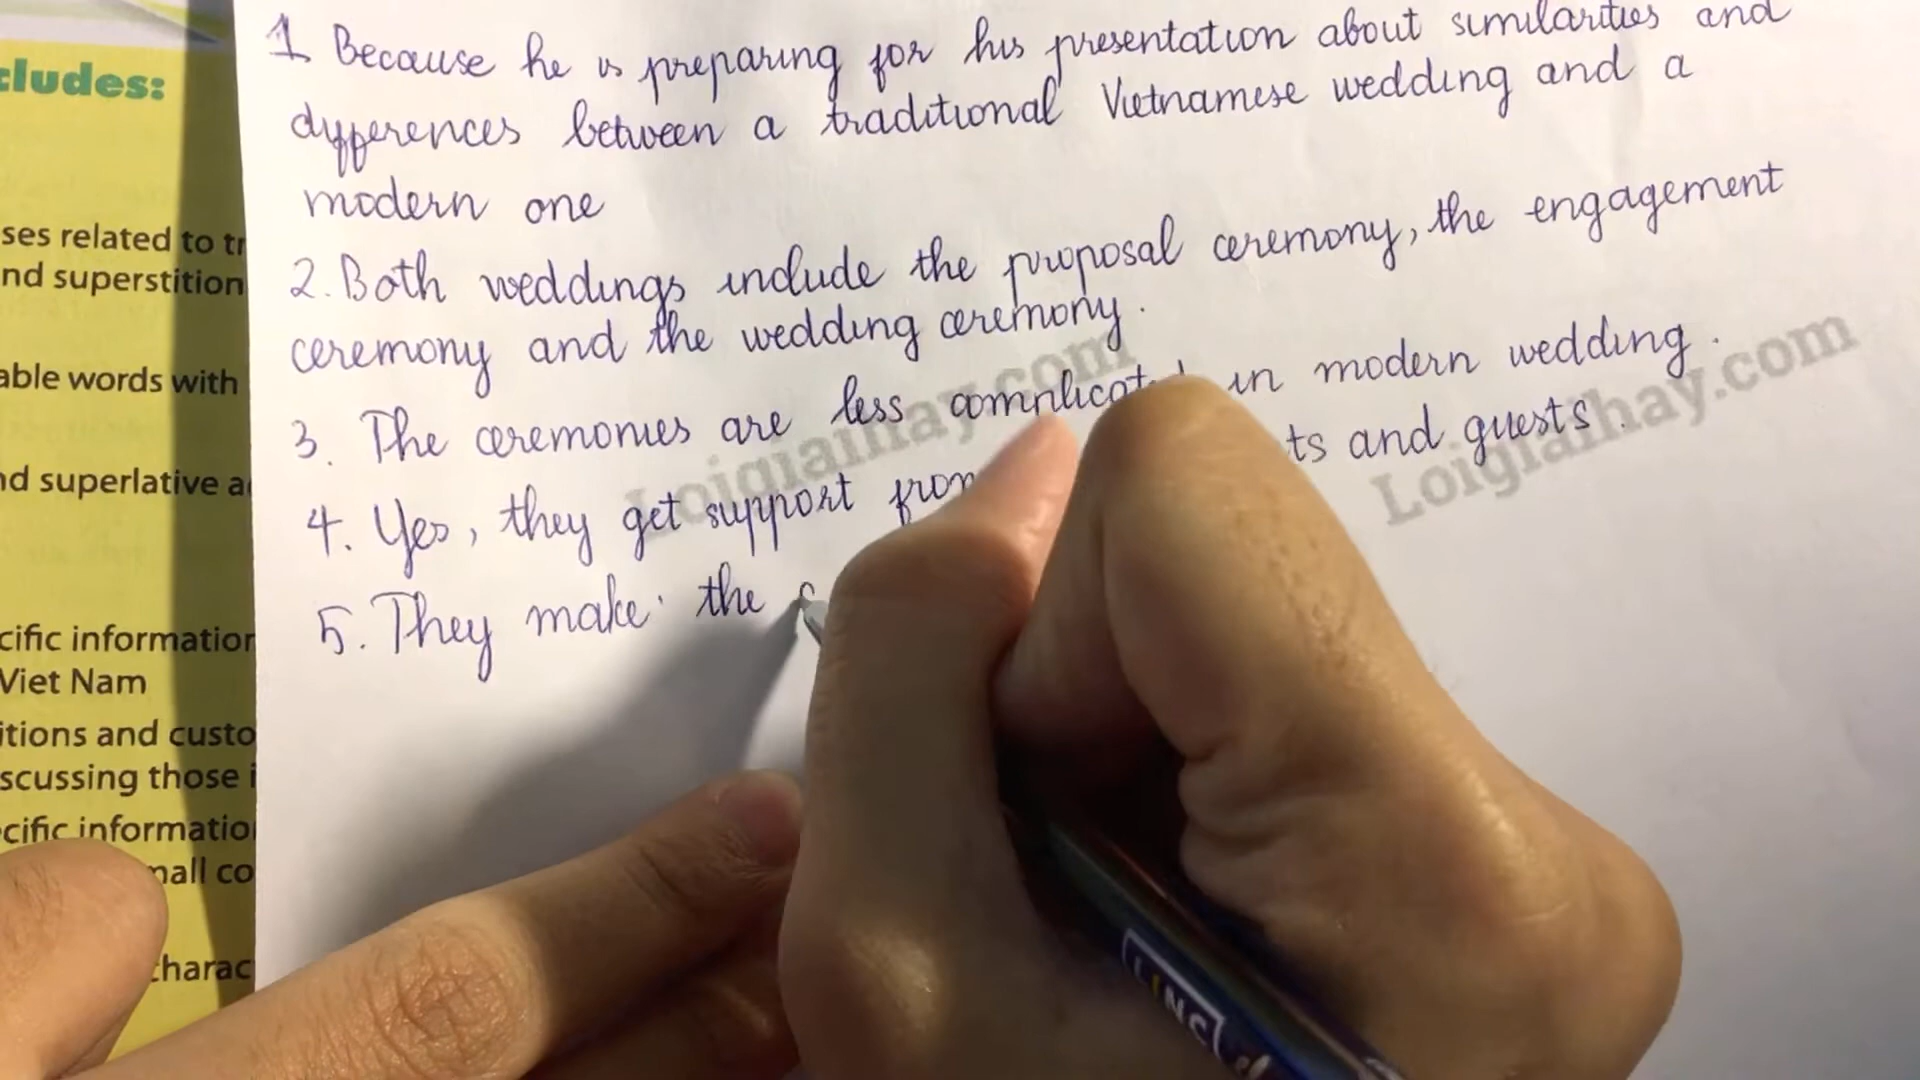 cludes:
ses related to tr
nd superstition
able words with
nd superlative a
cific information
Viet Nam
itions and custo
scussing those i
cific informatio
mall co
charac
1 Because he is preparing for his presentation about similarities and
differences between a traditional Vietnamese wedding and a
modern one
2. Both weddings include the proposal ceremony, the engagement
ceremony and the wedding ceremony.
3. The ceremonies are less complicat in modern wedding.
4. Yes, they get support from ts and guests.
5. They make the
Loigiaihay.com
Loigiaihay.com
LINC